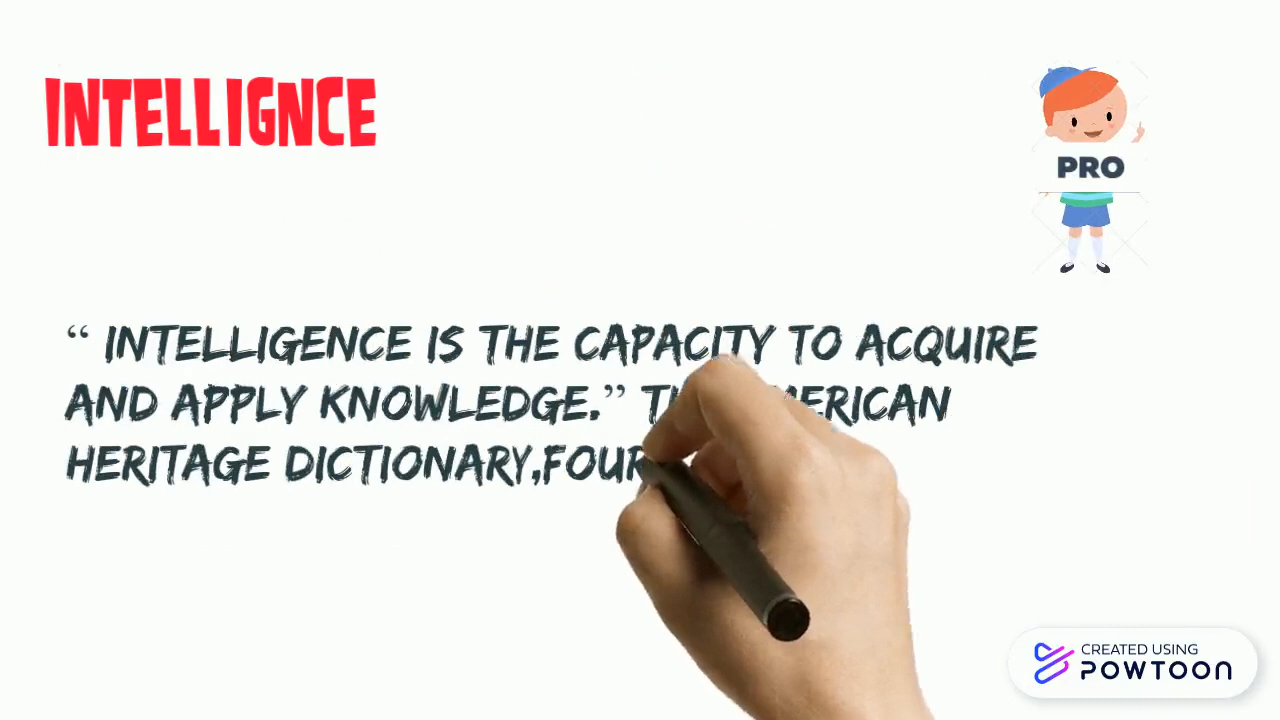 INTELLIGNCE
PRO
“ INTELLIGENCE IS THE CAPACITY TO ACQUIRE
AND APPLY KNOWLEDGE.”
HERITAGE DICTIONARY,
CREATED USING
POWTOON